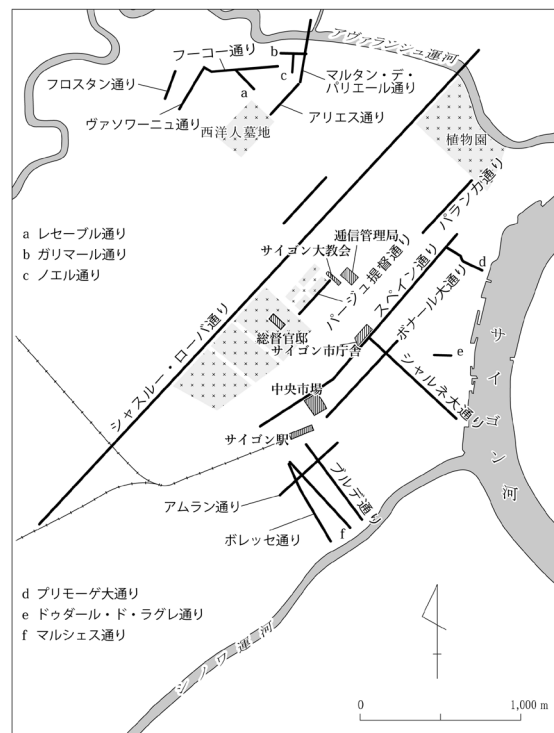 アヴァランシュ運河
フーコー通り
b
c
フロスタン通り
マルタン・デ・
パリエール通り
a
ヴァソワーニュ通り
アリエス通り
西洋人墓地
植物園
パランカ通り
a レセーブル通り
b ガリマール通り
c ノエル通り
逓信管理局
サイゴン大教会
パージュ提督通り
スペイン通り
d
ボナール大通り
シャスルー・ローバ通り
総督官邸
サイゴン市庁舎
e
サイゴン河
シャルネ大通り
中央市場
サイゴン駅
ブルデ通り
アムラン通り
ボレッセ通り
f
d プリモーゲ大通り
e ドゥダール・ド・ラグレ通り
f マルシェス通り
シノワ運河
0 1,000 m